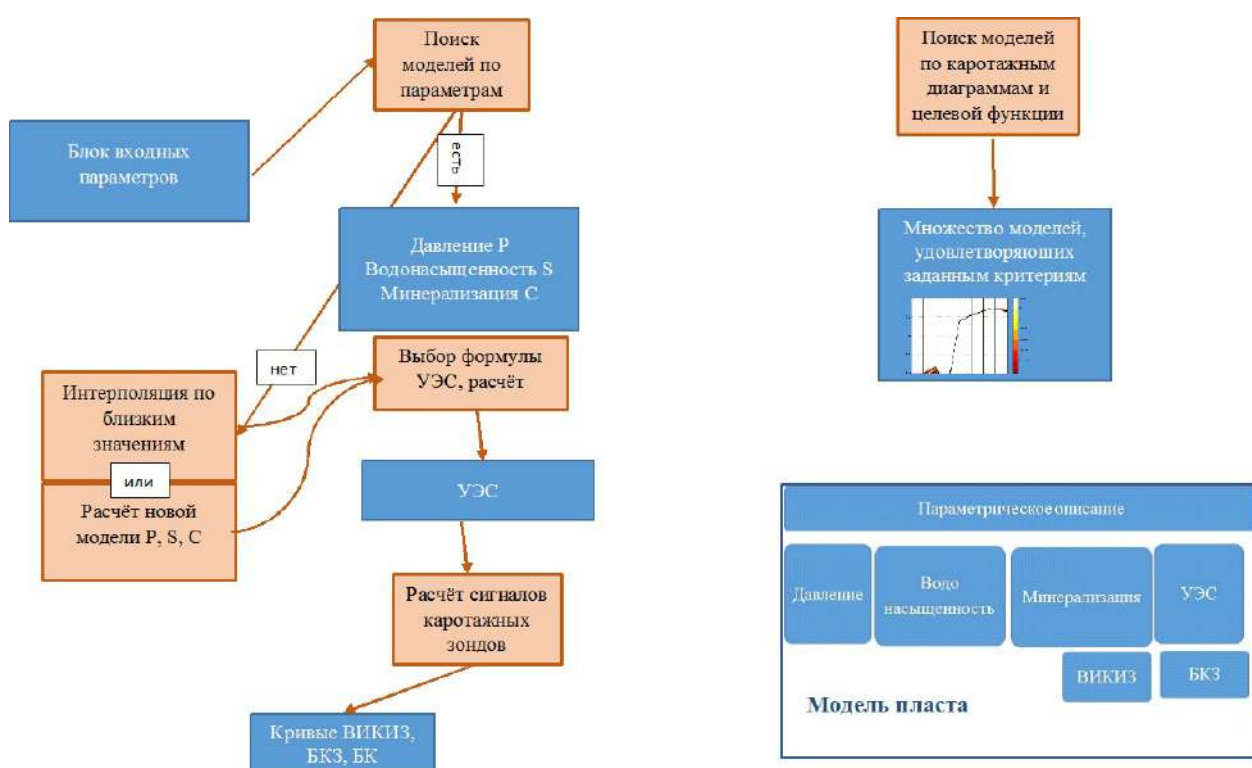 Поиск
моделей по
параметрам
Блок входных
параметров
есть
Давление P
Водонасыщенность S
Минерализация C
нет
Выбор формулы
УЭС, расчёт
Интерполяция по
близким
значениям
или
Расчёт новой
модели P, S, C
УЭС
Расчёт сигналов
каротажных
зондов
Кривые ВИКИЗ,
БКЗ, БК
Поиск моделей
по каротажным
диаграммам и
целевой функции
Множество моделей,
удовлетворяющих
заданным критериям
Параметрическое описание
Давление
Водо
насыщенность
Минерализация
УЭС
ВИКИЗ
БКЗ
Модель пласта